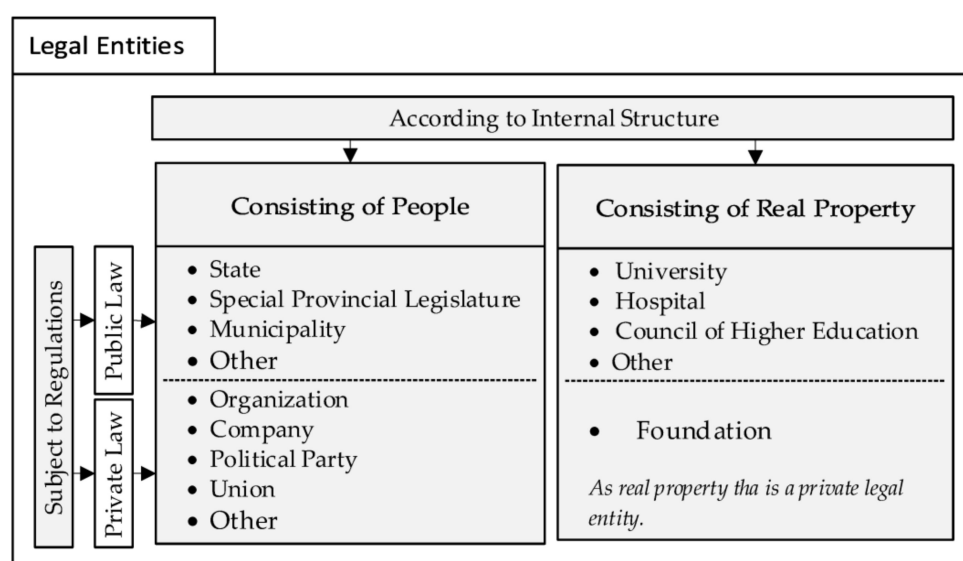 Legal Entities
According to Internal Structure
Consisting of People
• State
• Special Provincial Legislature
• Municipality
• Other
• Organization
• Company
• Political Party
• Union
• Other
Consisting of Real Property
• University
• Hospital
• Council of Higher Education
• Other
• Foundation
As real property tha is a private legal
entity.
Subject to Regulations
Public Law
Private Law